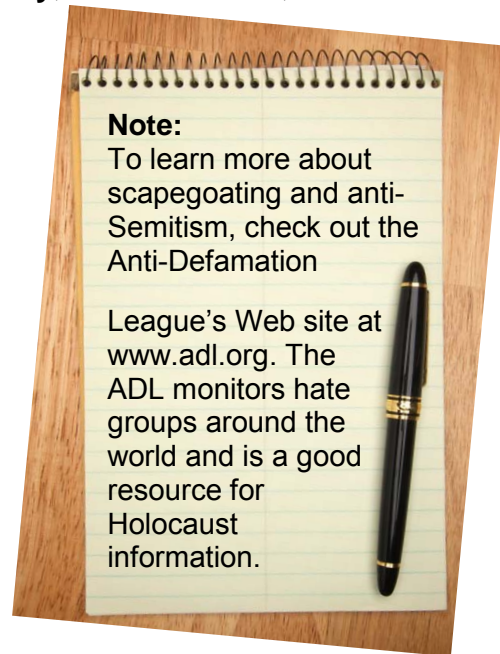 Note:
To learn more about
scapegoating and anti-
Semitism, check out the
Anti-Defamation
League's Web site at
www.adl.org. The
ADL monitors hate
groups around the
world and is a good
resource for
Holocaust
information.